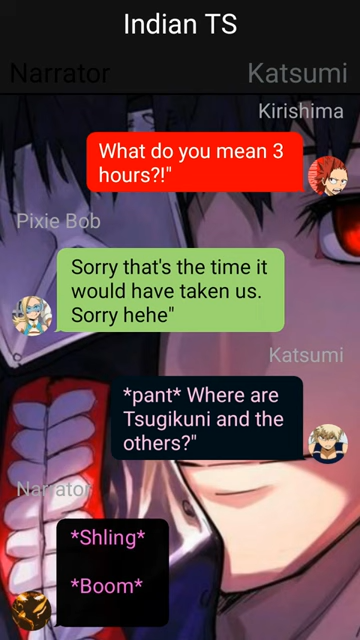 Indian TS
Narrator
Katsumi
Kirishima
What do you mean 3
hours?!"
Pixie Bob
Sorry that's the time it
would have taken us.
Sorry hehe"
Katsumi
*pant* Where are
Tsugikuni and the
others?"
Narrator
*Shling*
*Boom*